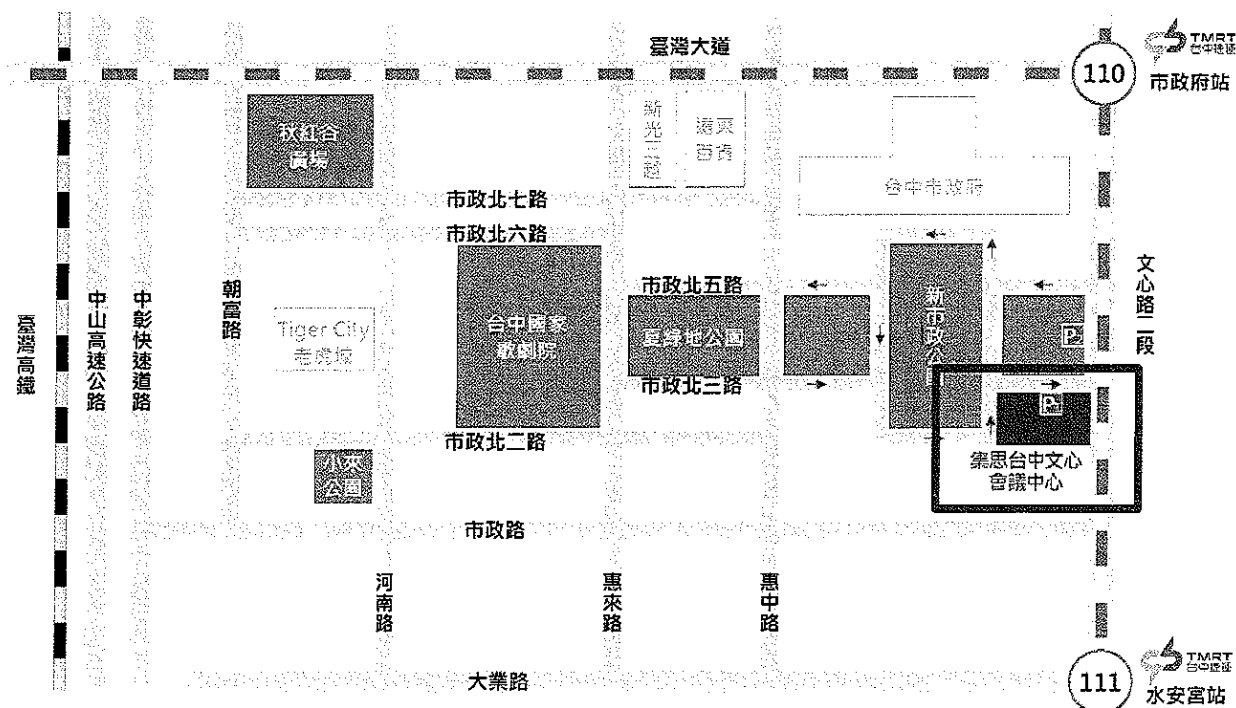 臺灣大道
110
TMRT
台中捷運
市政府站
秋紅谷
廣場
新光三越
遠東
百貨
台中市政府
市政北七路
市政北六路
臺灣高鐵
中山高速公路
中彰快速道路
朝富路
Tiger City
老虎城
台中國家
歌劇院
市政北五路
夏綠地公園
市政北三路
新市政公
P
文心路二段
市政北二路
P
集思台中文心
會議中心
公園
市政路
河南路
惠來路
惠中路
大業路
111
TMRT
台中捷運
水安宮站